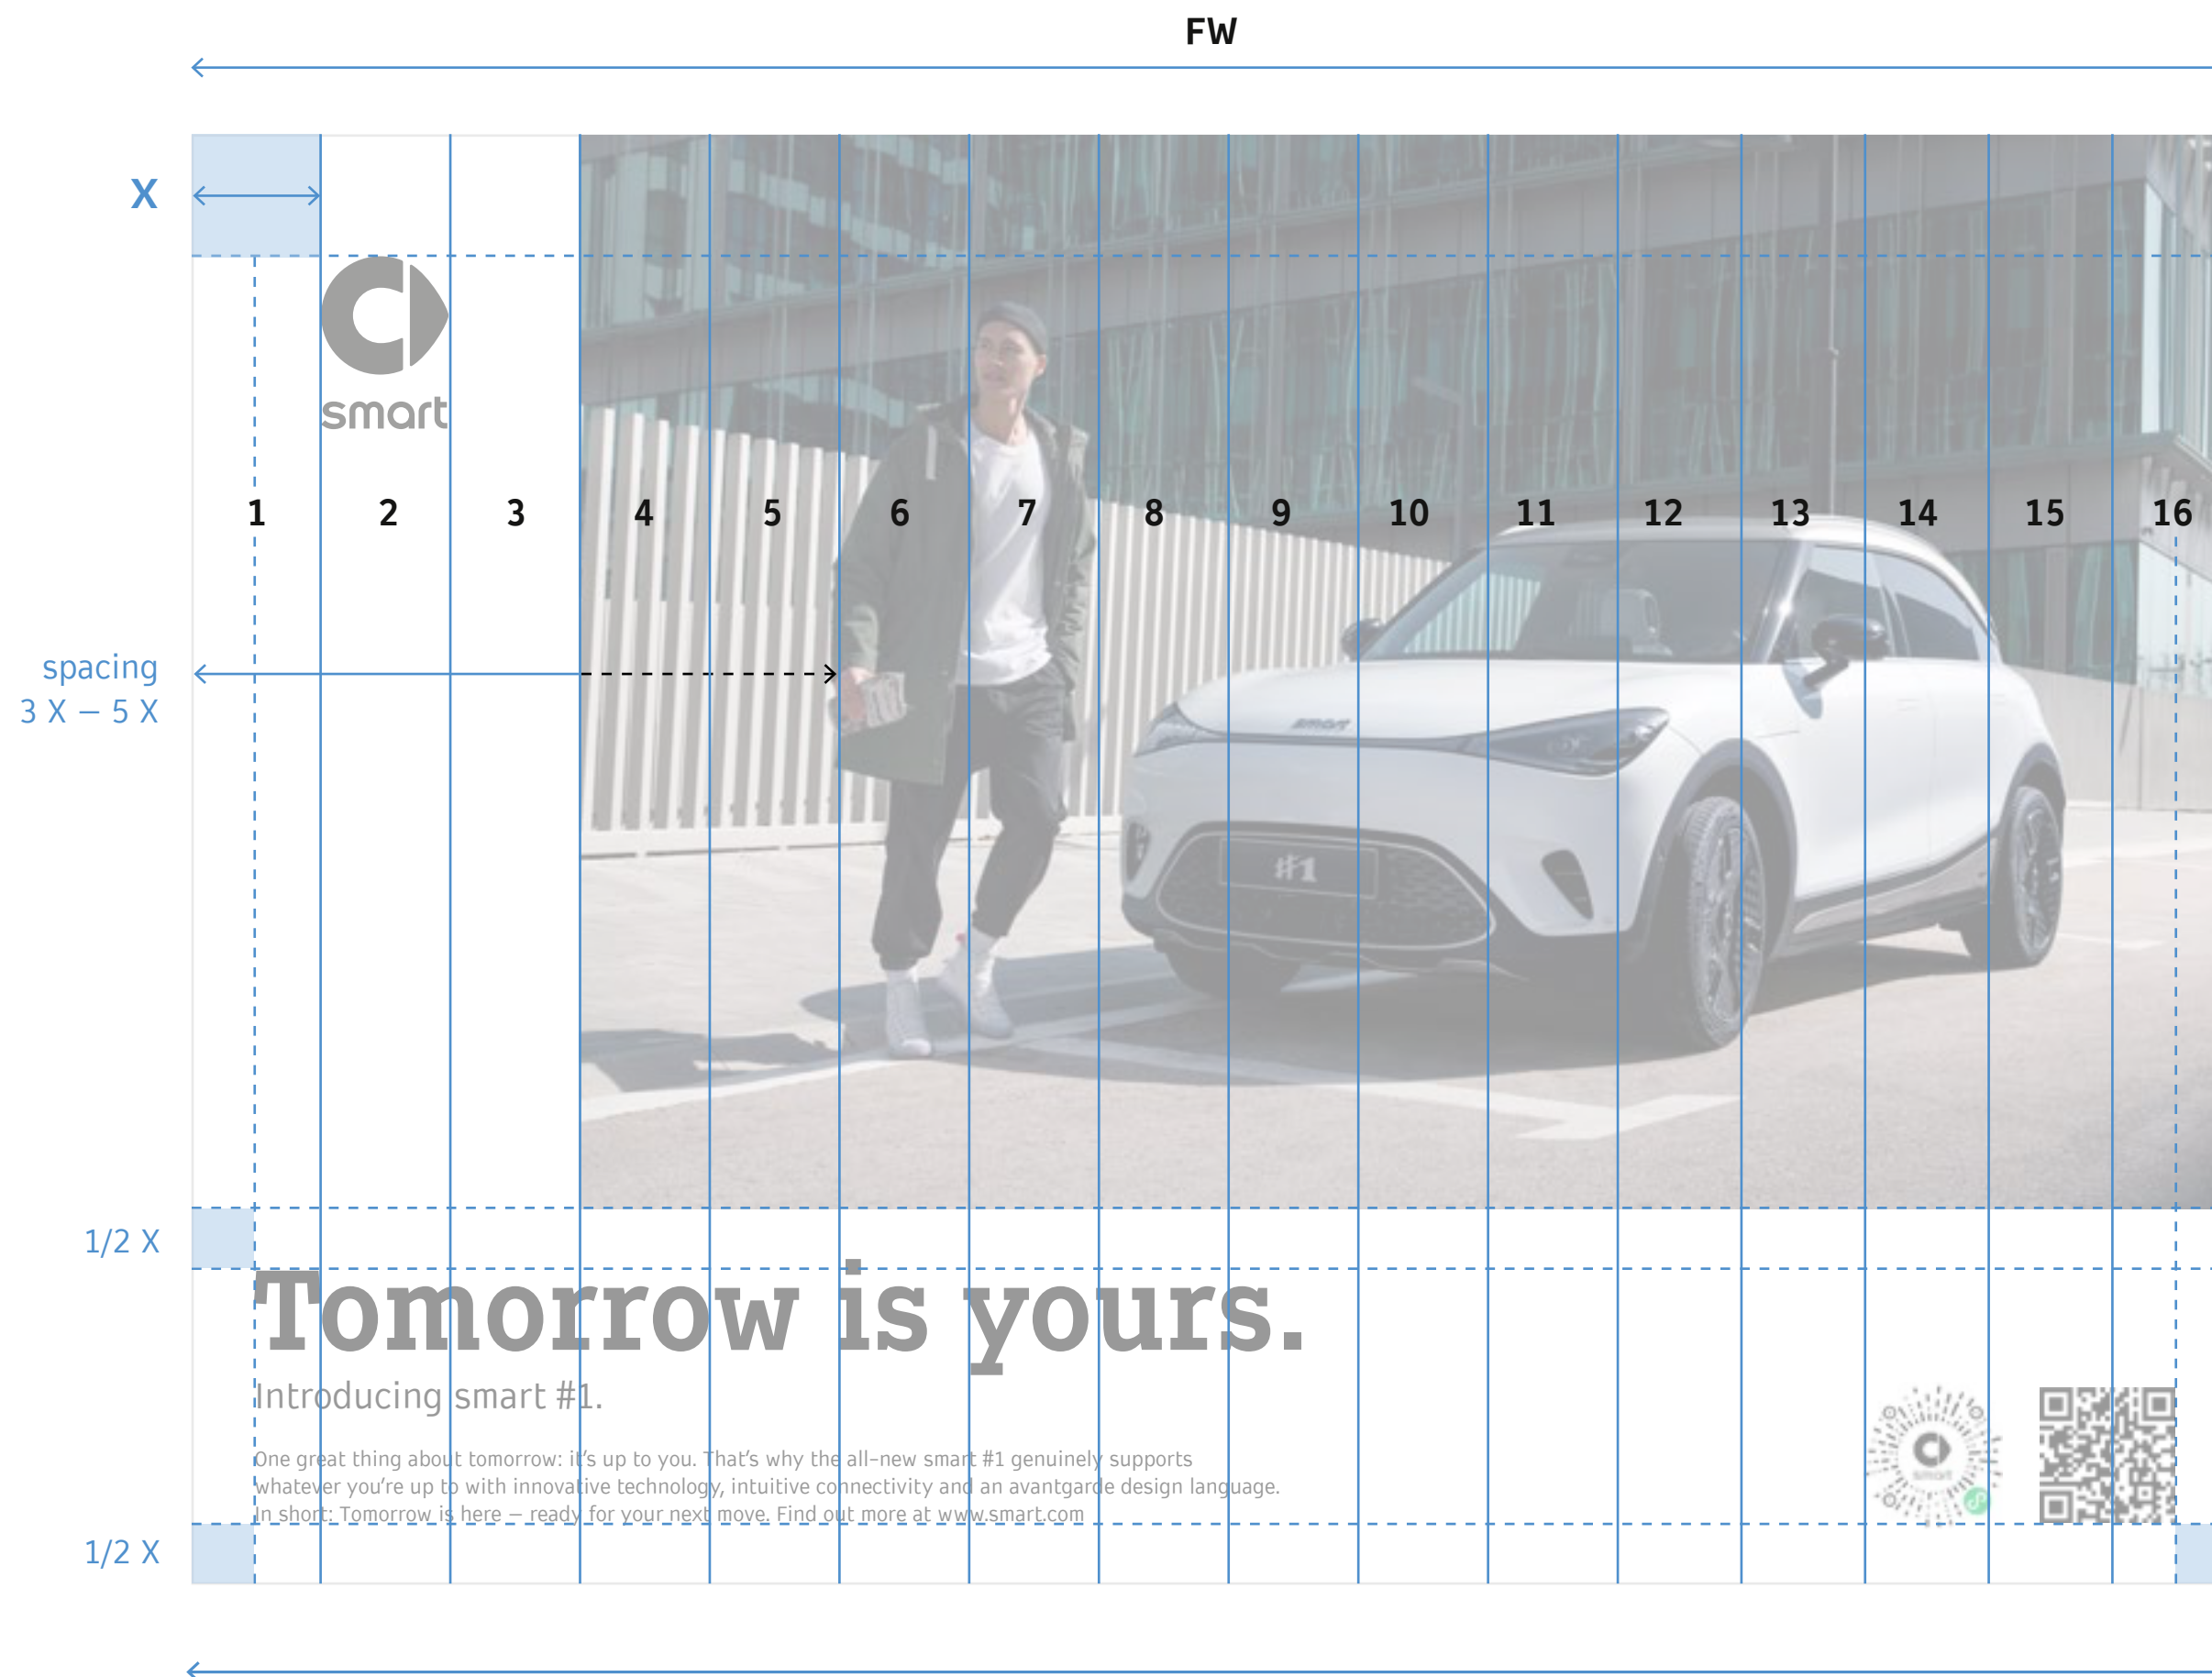 FW
X
smart
1 2 3 4 5 6 7 8 9 10 11 12 13 14 15 16
spacing
3 X – 5 X
smart
#1
1/2 X
Tomorrow is yours.
Introducing smart #1.
One great thing about tomorrow: it's up to you. That's why the all-new smart #1 genuinely supports
whatever you're up to with innovative technology, intuitive connectivity and an avantgarde design language.
In short: Tomorrow is here – ready for your next move. Find out more at www.smart.com
smart
1/2 X